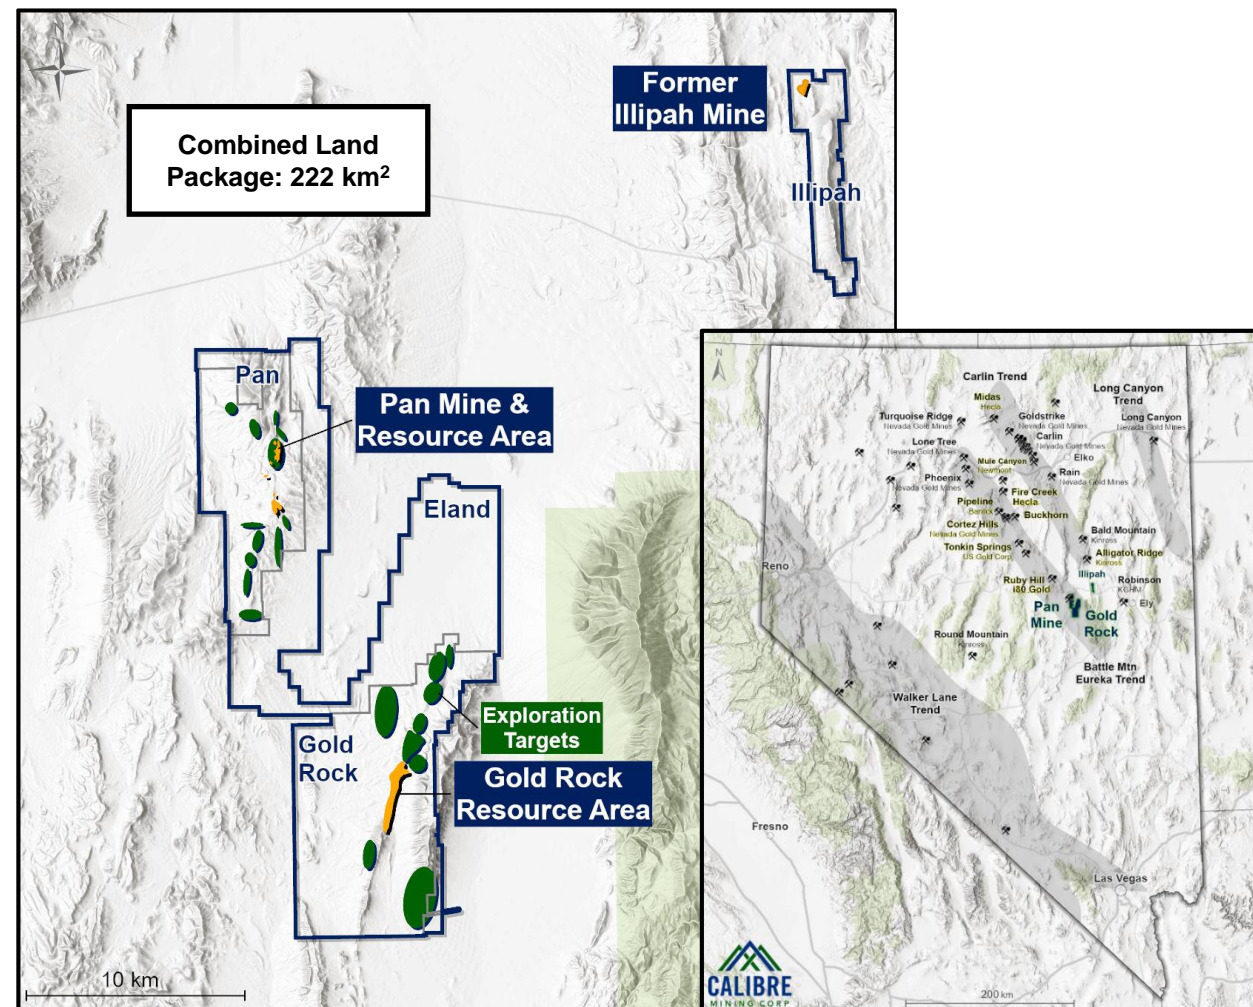 Combined Land
Package: 222 km²
Former
Illipah Mine
Illipah
Pan
Pan Mine &
Resource Area
Eland
Exploration
Targets
Gold
Rock
Gold Rock
Resource Area
10 km
N
Carlin Trend
Long Canyon
Trend
Midas
Hecla
Turquoise Ridge
Nevada Gold Mines
Goldstrike
Nevada Gold Mines
Long Canyon
Nevada Gold Mines
Carlin
Nevada Gold Mines
Lone Tree
Nevada Gold Mines
Elko
Mule Canyon
Newmont
Rain
Nevada Gold Mines
Phoenix
Nevada Gold Mines
Fire Creek
Hecla
Pipeline
Barrick
Buckhorn
Cortez Hills
Nevada Gold Mines
Bald Mountain
Kinross
Tonkin Springs
US Gold Corp
Alligator Ridge
Kinross
Reno
Illipah
Ruby Hill
i80 Gold
Robinson
KGHM
Ely
Pan
Mine
Gold
Rock
Round Mountain
Kinross
Battle Mtn
Eureka Trend
Walker Lane
Trend
Fresno
Las Vegas
CALIBRE
MINING CORP
200 km